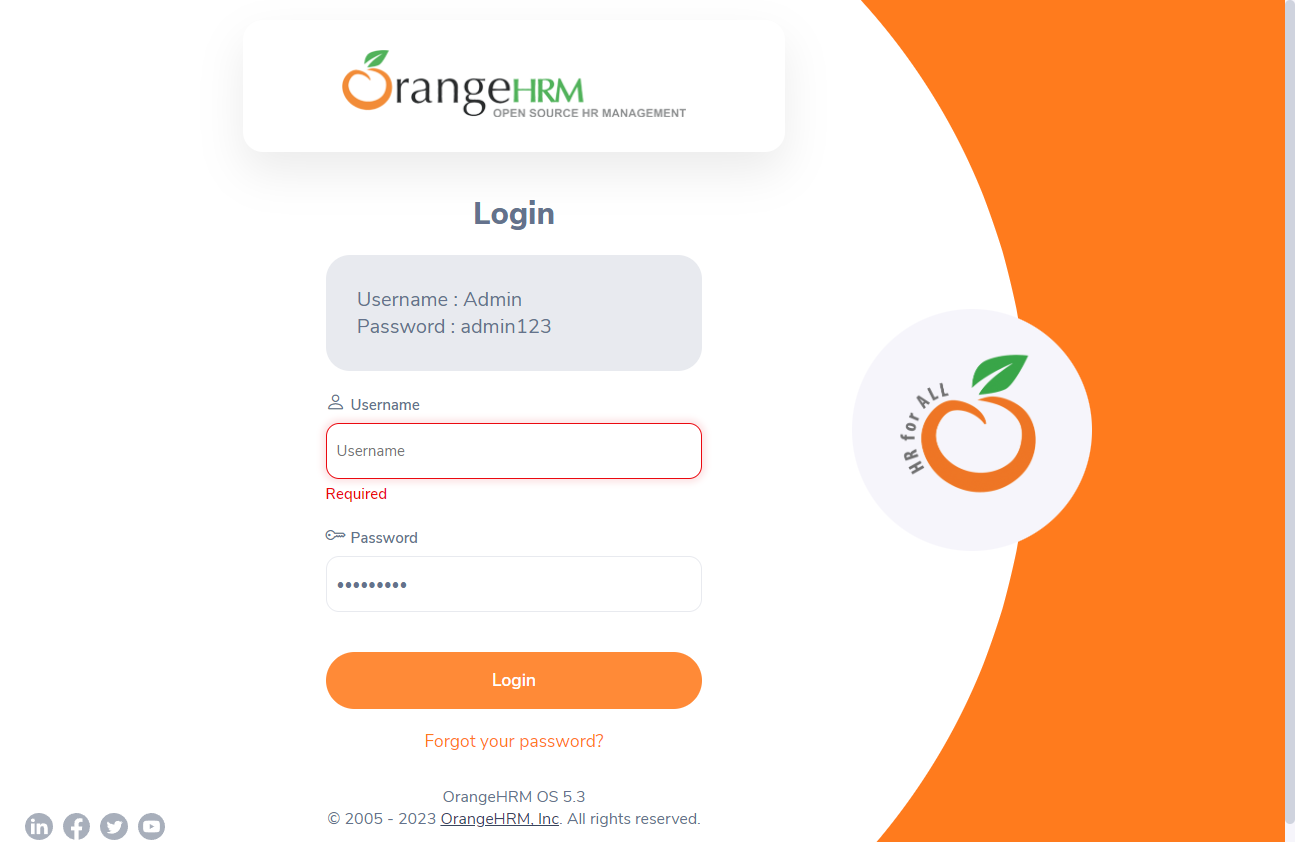 OrangeHRM
OPEN SOURCE HR MANAGEMENT
Login
Username : Admin
Password : admin123
Username
Username
Required
Password
•••••••••
Login
Forgot your password?
OrangeHRM OS 5.3
© 2005 - 2023 OrangeHRM, Inc. All rights reserved.
HR for ALL
in